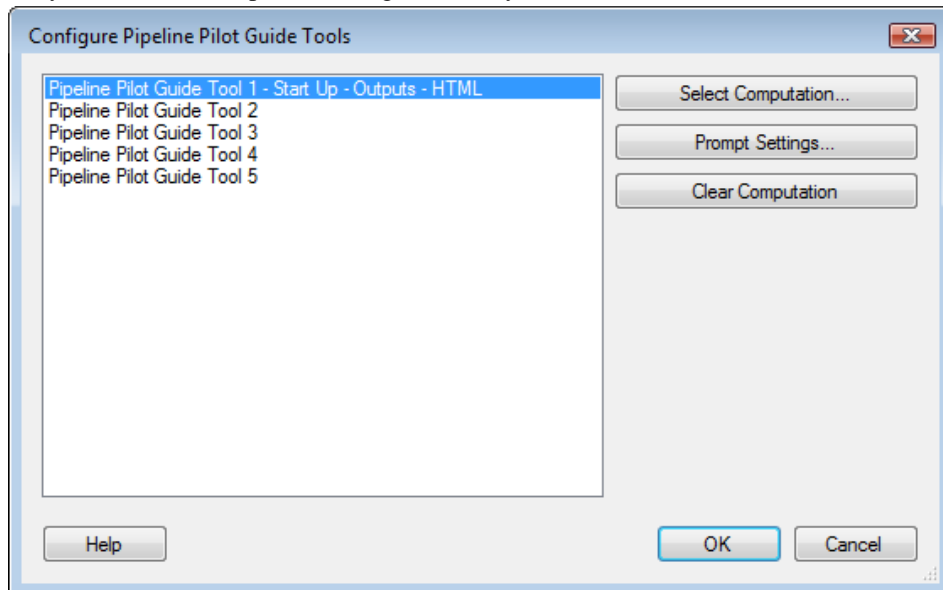 Configure Pipeline Pilot Guide Tools
Pipeline Pilot Guide Tool 1 - Start Up - Outputs - HTML
Pipeline Pilot Guide Tool 2
Pipeline Pilot Guide Tool 3
Pipeline Pilot Guide Tool 4
Pipeline Pilot Guide Tool 5
Select Computation...
Prompt Settings...
Clear Computation
Help
OK
Cancel